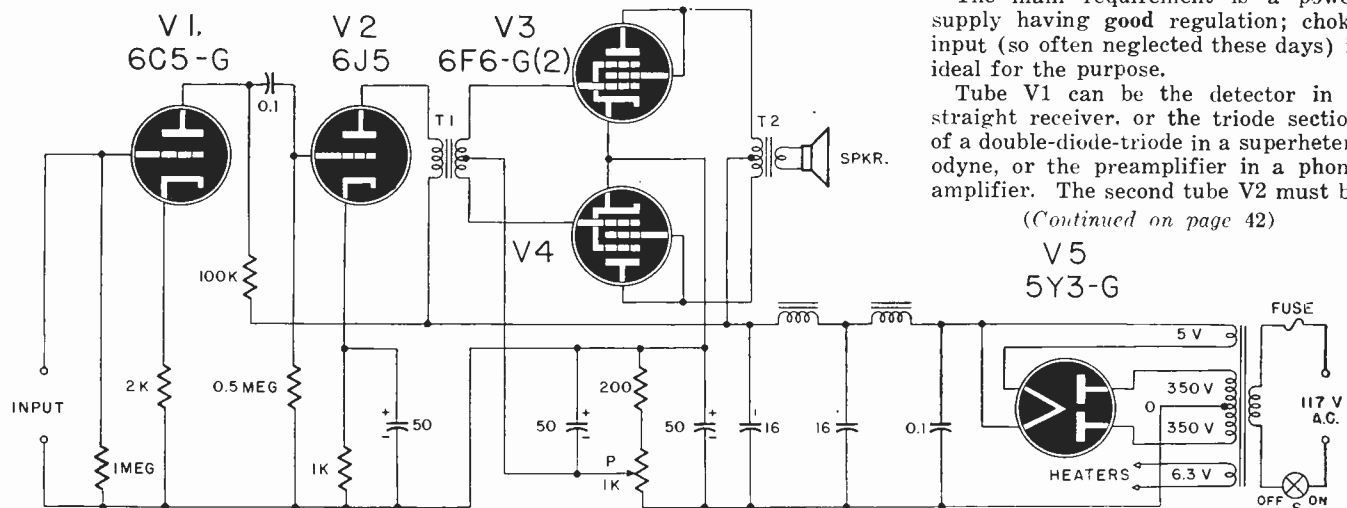 V1.
6C5-G
V2
6J5
V3
6F6-G(2)
V4
0.1
T1
T2
SPKR.
100K
2K
0.5 MEG
1K
1MEG
INPUT
+
50
-
200
+
50
-
P
1K
+
50
-
-
16
16
0.1
The main requirement is a power
supply having good regulation; chok
input (so often neglected these days) i
ideal for the purpose.
Tube V1 can be the detector in
straight receiver. or the triode section
of a double-diode-triode in a superheter
odyne, or the preamplifier in a phon
amplifier. The second tube V2 must b
(Continued on page 42)
V5
5Y3-G
5 V
350 V
0
350 V
HEATERS
6.3 V
FUSE
117 V
A.C.
OFF S ON